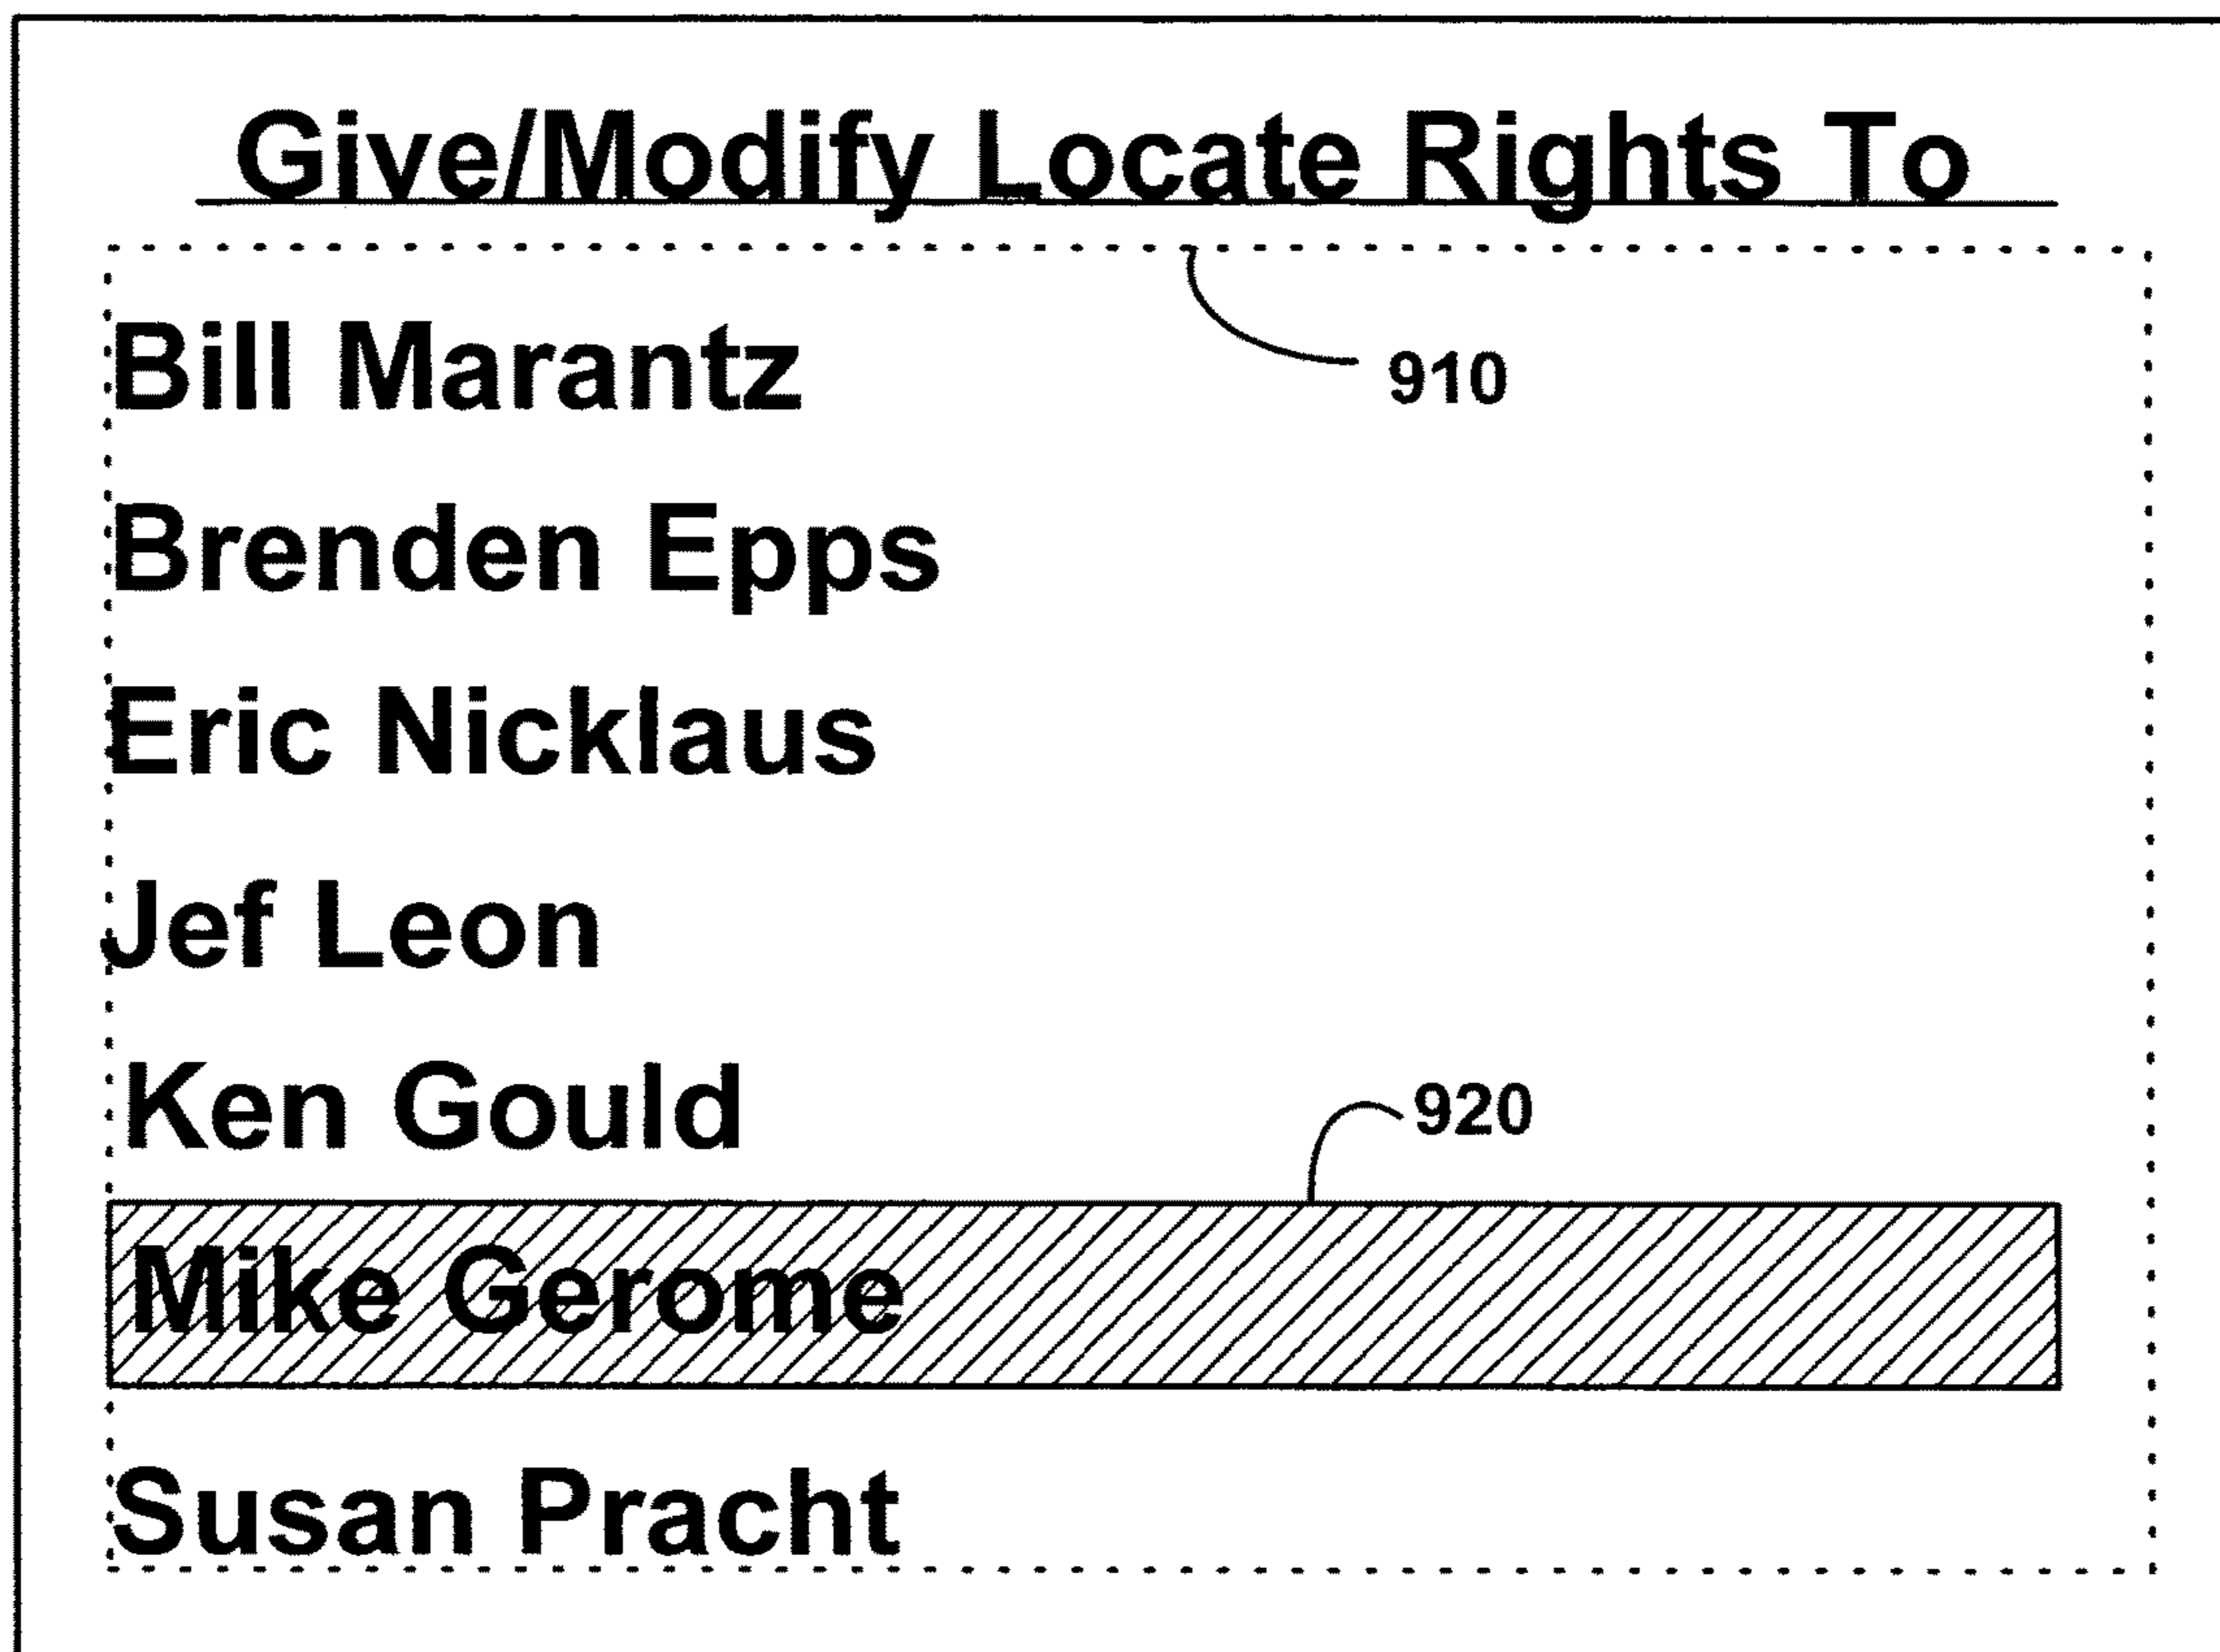 Give/Modify Locate Rights To
Bill Marantz
910
Brenden Epps
Eric Nicklaus
Jef Leon
Ken Gould
920
Mike Gerome
Susan Pracht